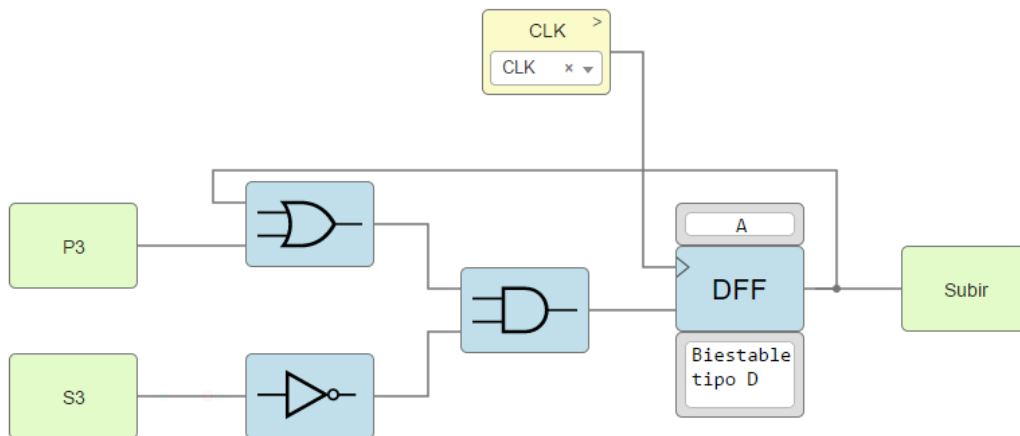 CLK >
CLK × ▾
P3
A
DFF
Subir
Biestable
tipo D
S3